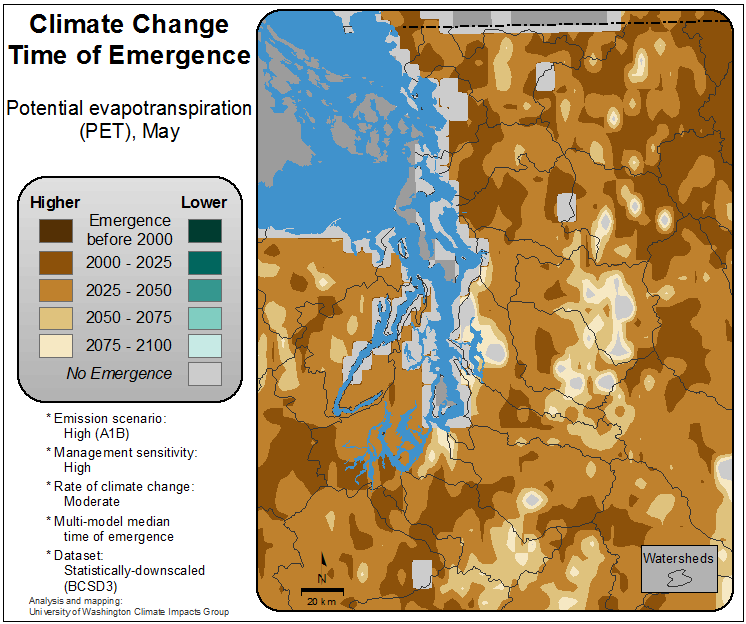 Climate Change
Time of Emergence
Potential evapotranspiration
(PET), May
Higher Lower
Emergence
before 2000
2000 - 2025
2025 - 2050
2050 - 2075
2075 - 2100
No Emergence
* Emission scenario:
High (A1B)
* Management sensitivity:
High
* Rate of climate change:
Moderate
* Multi-model median
time of emergence
* Dataset:
Statistically-downscaled
(BCSD3)
Analysis and mapping:
University of Washington Climate Impacts Group
N
20 km
Watersheds